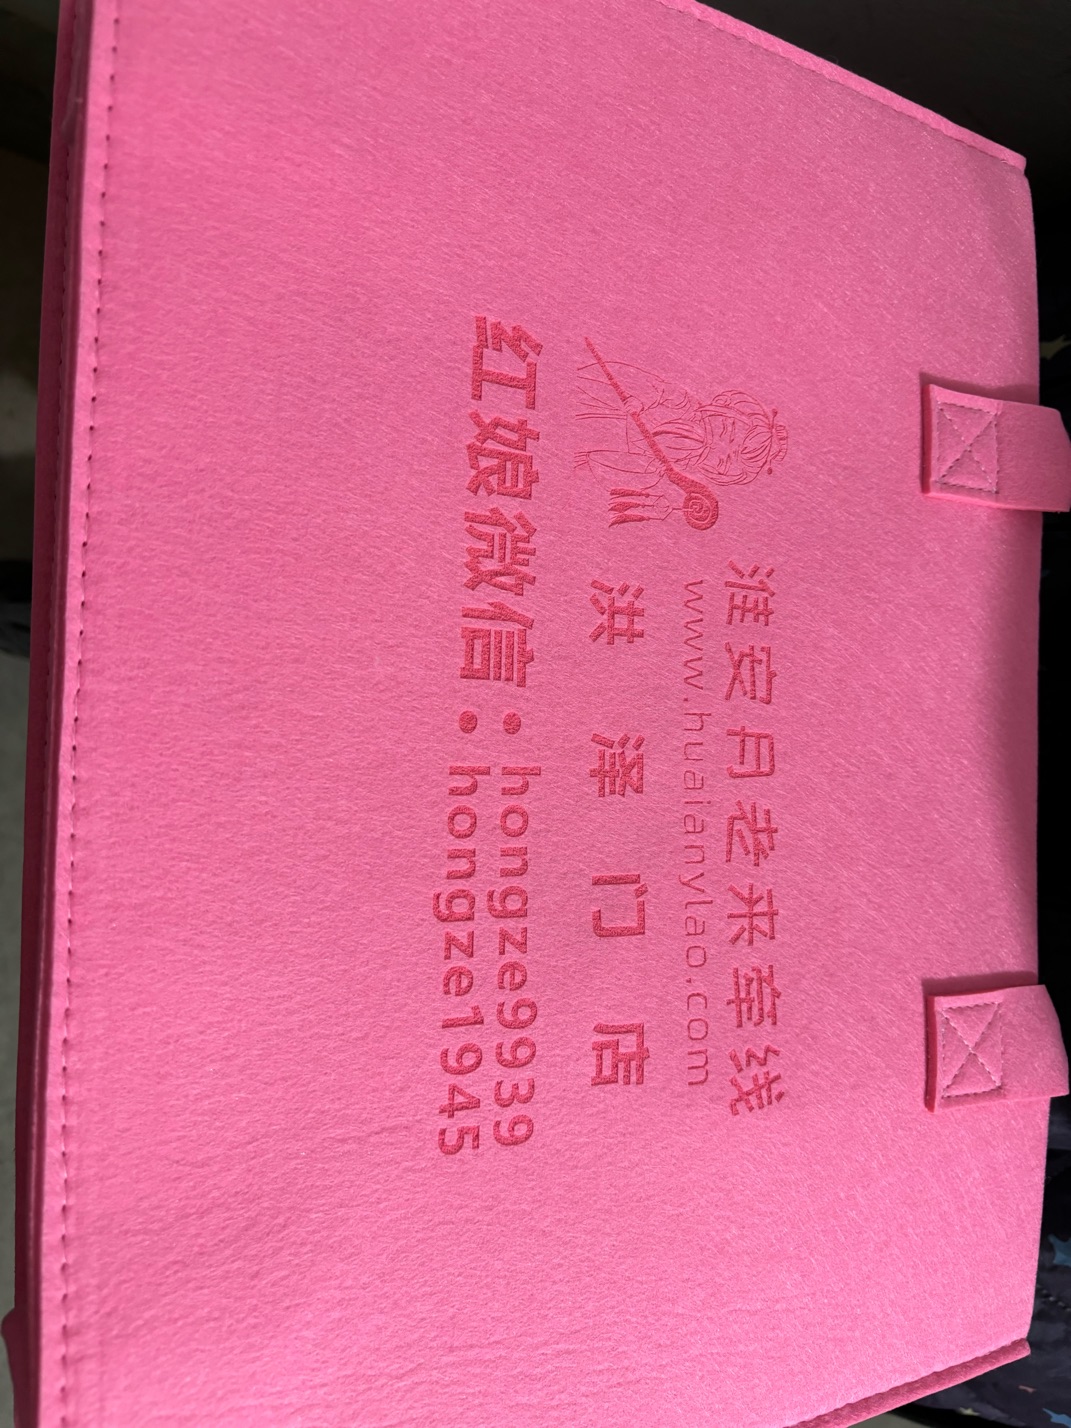 淮安月老来牵线
www.huaianylao.com
洪泽门店
红娘微信：hongze9939
：hongze1945